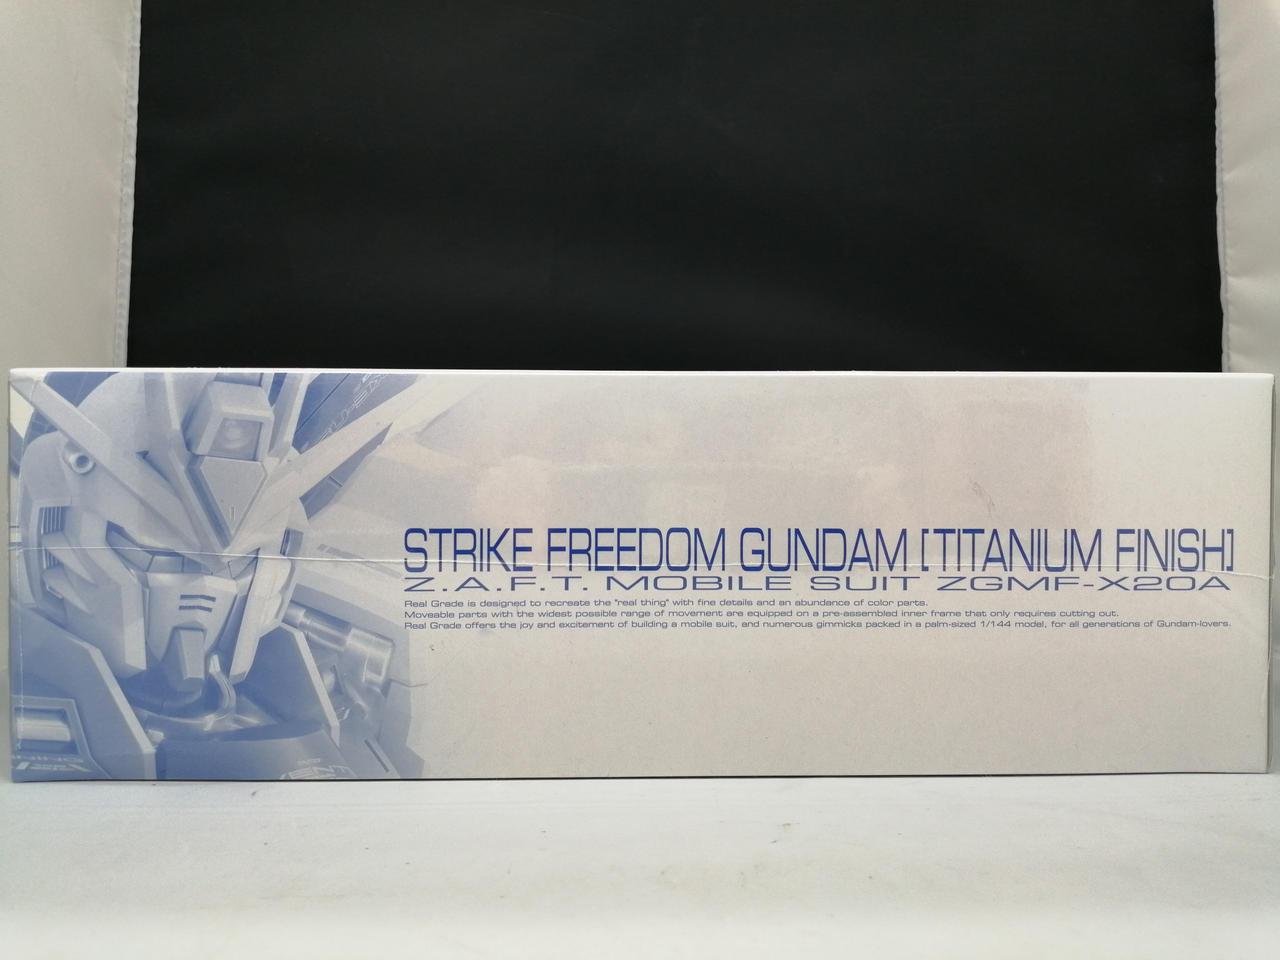 STRIKE FREEDOM GUNDAM [TITANIUM FINISH]
Z.A.F.T. MOBILE SUIT ZGMF-X20A
Real Grade is designed to recreate the "real thing" with fine details and an abundance of color parts.
Moveable parts with the widest possible range of movement are equipped on a pre-assembled inner frame that only requires cutting out.
Real Grade offers the joy and excitement of building a mobile suit, and numerous gimmicks packed in a palm-sized 1/144 model, for all generations of Gundam-lovers.